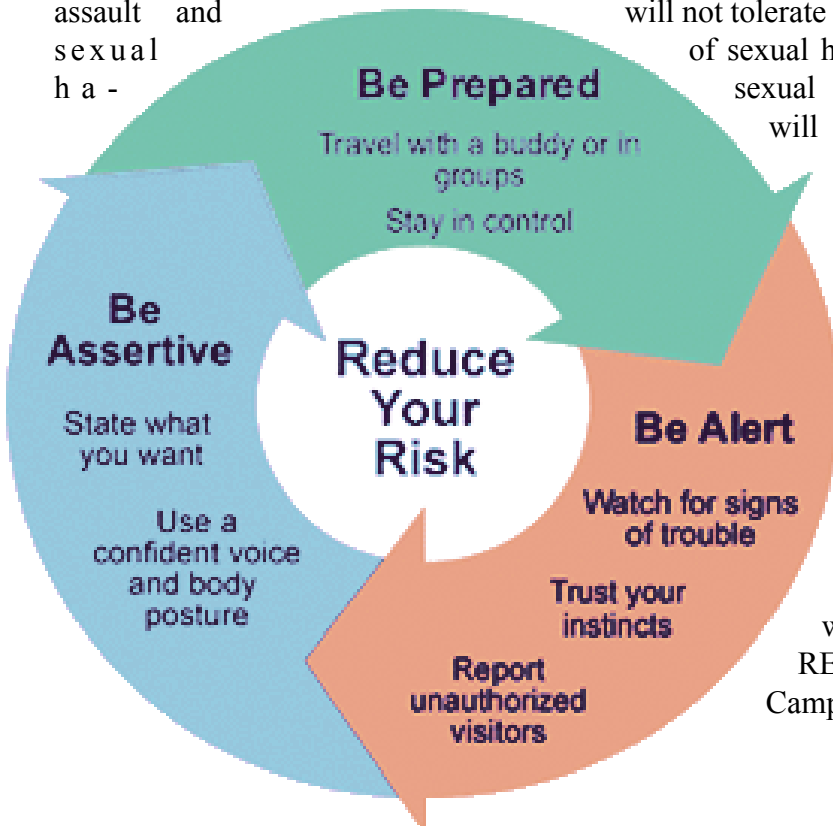 assault and
sexual
ha-
will not tolerate
of sexual h
sexual
will
Be Prepared
Travel with a buddy or in
groups
Stay in control
Be
Assertive
State what
you want
Use a
confident voice
and body
posture
Reduce
Your
Risk
Be Alert
Watch for signs
of trouble
Trust your
instincts
Report
unauthorized
visitors
w
RE
Camp